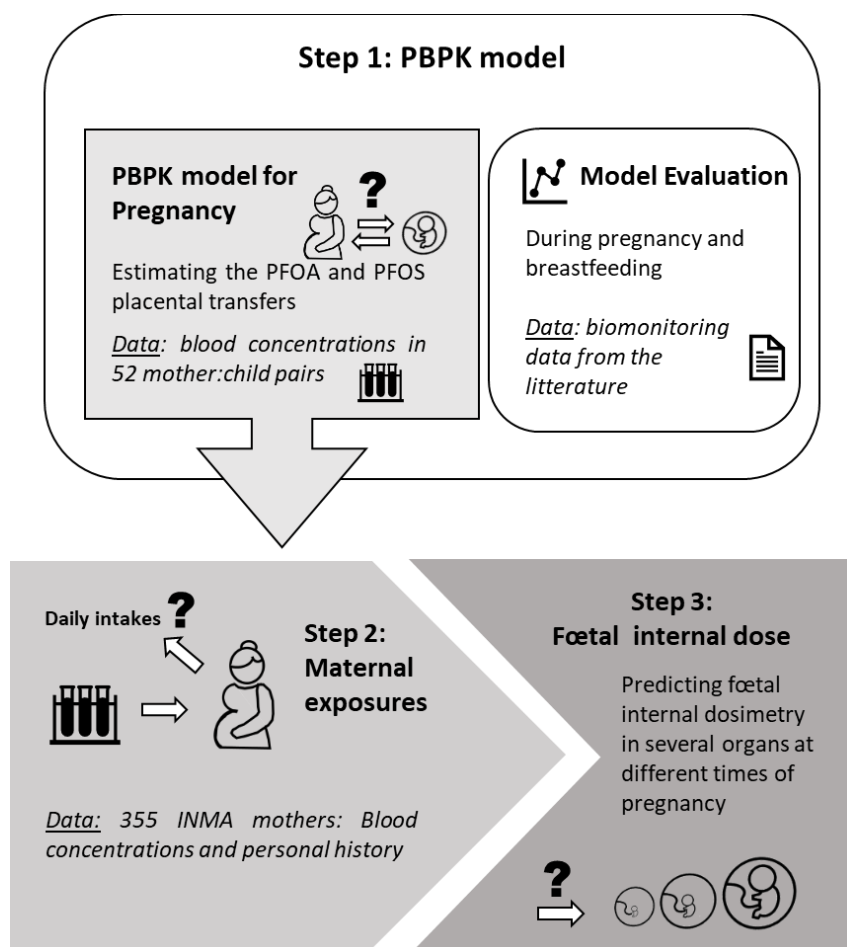 Step 1: PBPK model
PBPK model for
Pregnancy
?
Estimating the PFOA and PFOS
placental transfers
Data: blood concentrations in
52 mother:child pairs
Model Evaluation
During pregnancy and
breastfeeding
Data: biomonitoring
data from the
litterature
Daily intakes ?
Step 2:
Maternal
exposures
Data: 355 INMA mothers: Blood
concentrations and personal history
Step 3:
Fœtal internal dose
Predicting fœtal
internal dosimetry
in several organs at
different times of
pregnancy
?